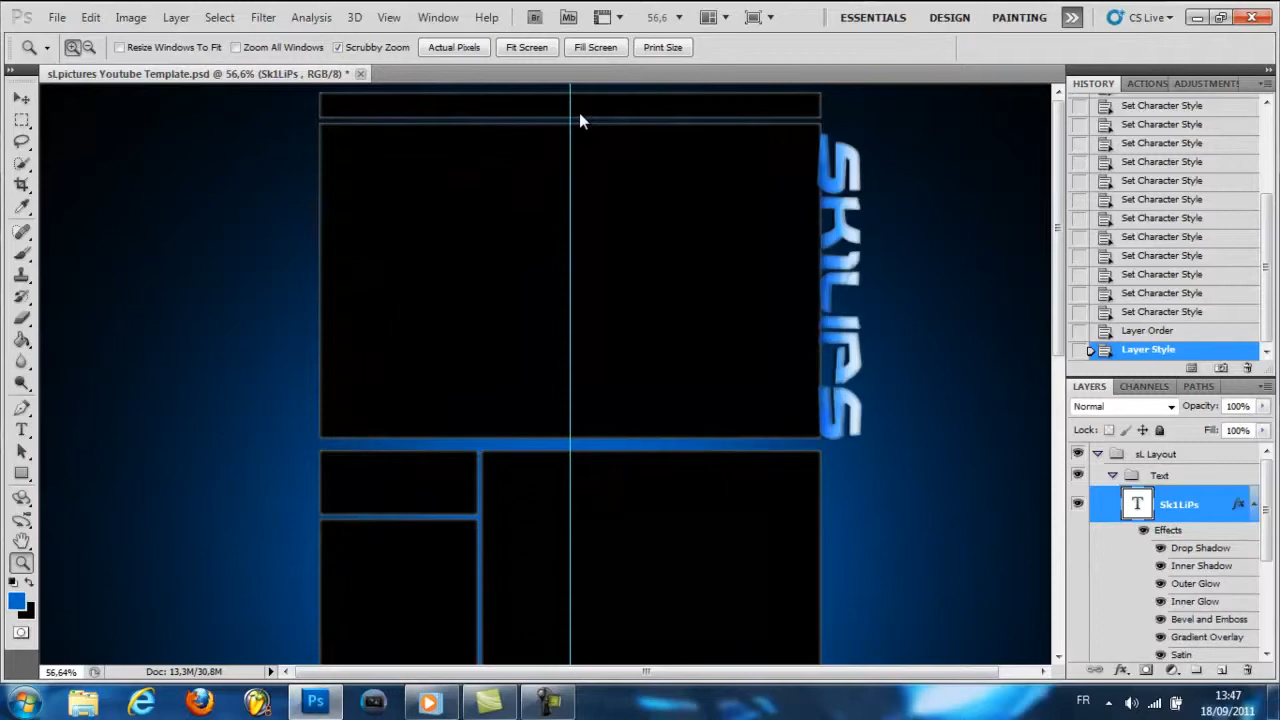 Ps File Edit Image Layer Select Filter Analysis 3D View Window Help Br Mb 56,6 ESSENTIALS DESIGN PAINTING CS Live
Resize Windows To Fit Zoom All Windows Scrubby Zoom Actual Pixels Fit Screen Fill Screen Print Size
sLpictures Youtube Template.psd @ 56,6% (Sk1LiPs , RGB/8) *
HISTORY ACTIONS ADJUSTMENTS
Set Character Style
Set Character Style
Set Character Style
Set Character Style
Set Character Style
Set Character Style
Set Character Style
Set Character Style
Set Character Style
Set Character Style
Set Character Style
Set Character Style
Layer Order
Layer Style
SK1LIPS
LAYERS CHANNELS PATHS
Normal Opacity: 100%
Lock: Fill: 100%
sL Layout
Text
T Sk1LiPs fx
Effects
Drop Shadow
Inner Shadow
Outer Glow
Inner Glow
Bevel and Emboss
Gradient Overlay
Satin
56,64% Doc: 13,3M/30,8M
Ps FR 13:47
18/09/2011